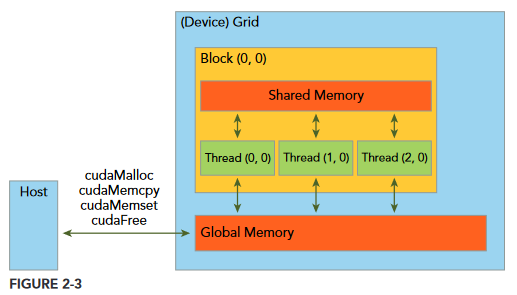 (Device) Grid
Block (0, 0)
Shared Memory
Thread (0, 0) Thread (1, 0) Thread (2, 0)
cudaMalloc
cudaMemcpy
cudaMemset
cudaFree
Host
Global Memory
FIGURE 2-3